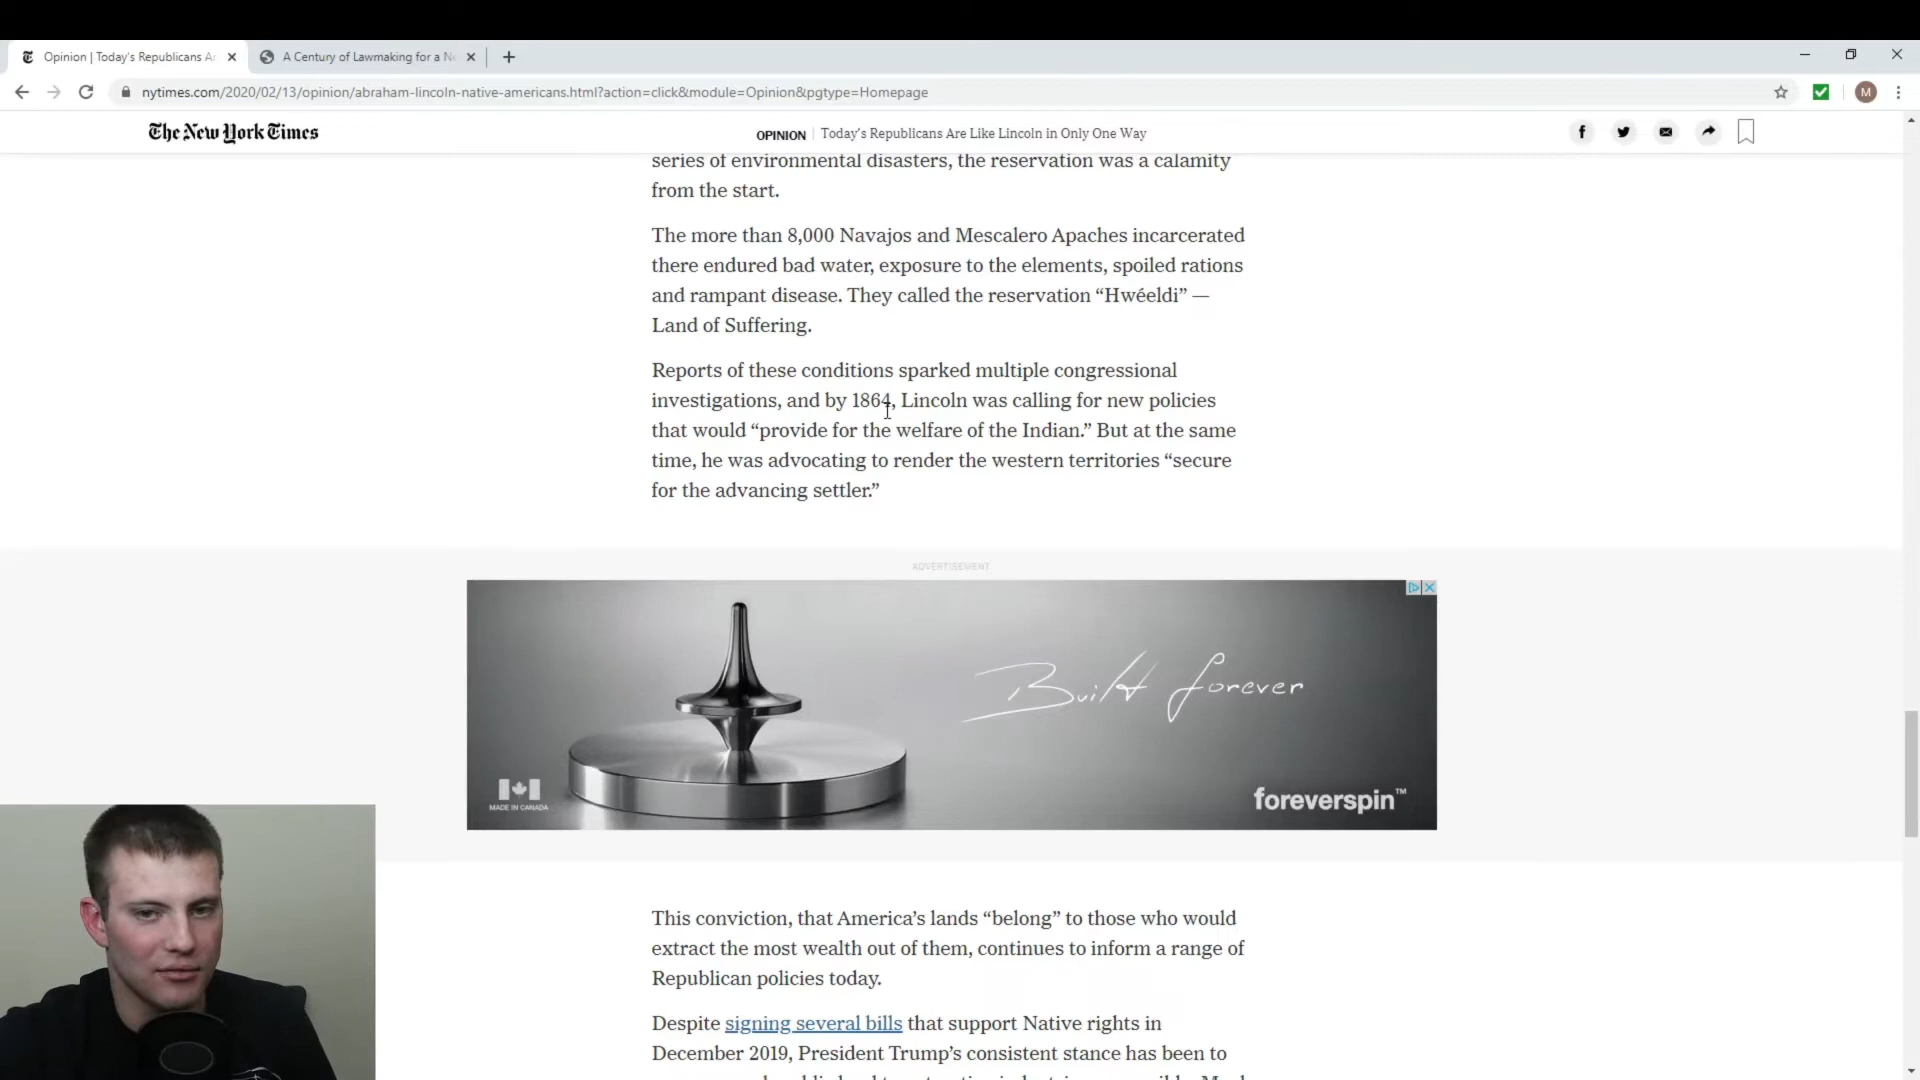 Opinion | Today's Republicans Ar
A Century of Lawmaking for a Ne
nytimes.com/2020/02/13/opinion/abraham-lincoln-native-americans.html?action=click&module=Opinion&pgtype=Homepage
M
The New York Times
OPINION | Today's Republicans Are Like Lincoln in Only One Way
series of environmental disasters, the reservation was a calamity
from the start.
The more than 8,000 Navajos and Mescalero Apaches incarcerated
there endured bad water, exposure to the elements, spoiled rations
and rampant disease. They called the reservation “Hwéeldi” —
Land of Suffering.
Reports of these conditions sparked multiple congressional
investigations, and by 1864, Lincoln was calling for new policies
that would “provide for the welfare of the Indian.” But at the same
time, he was advocating to render the western territories “secure
for the advancing settler.”
ADVERTISEMENT
Built forever
MADE IN CANADA
foreverspin™
This conviction, that America’s lands “belong” to those who would
extract the most wealth out of them, continues to inform a range of
Republican policies today.
Despite signing several bills that support Native rights in
December 2019, President Trump’s consistent stance has been to